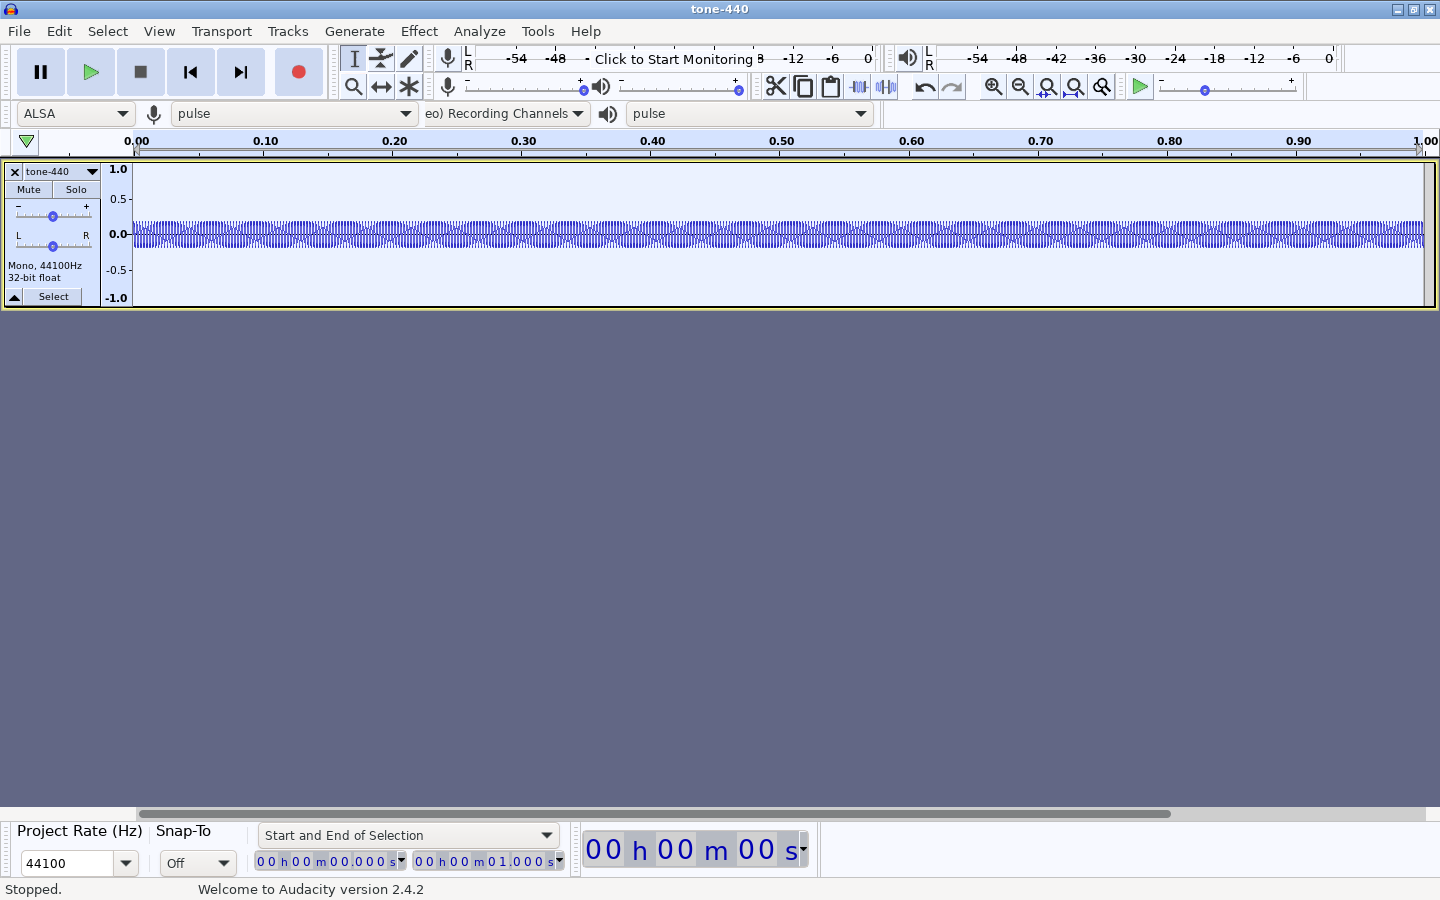 tone-440
File Edit Select View Transport Tracks Generate Effect Analyze Tools Help
L R -54 -48 - Click to Start Monitoring 8 -12 -6 0 L R -54 -48 -42 -36 -30 -24 -18 -12 -6 0
- + - + - +
ALSA pulse eo) Recording Channels pulse
0.00 0.10 0.20 0.30 0.40 0.50 0.60 0.70 0.80 0.90 1.00
tone-440 1.0
Mute Solo
0.5
- +
L R 0.0
Mono, 44100Hz
-0.5
32-bit float
Select -1.0
Project Rate (Hz) Snap-To Start and End of Selection
44100 Off 00 h 00 m 00.000 s 00 h 00 m 01.000 s 00 h 00 m 00 s
Stopped. Welcome to Audacity version 2.4.2